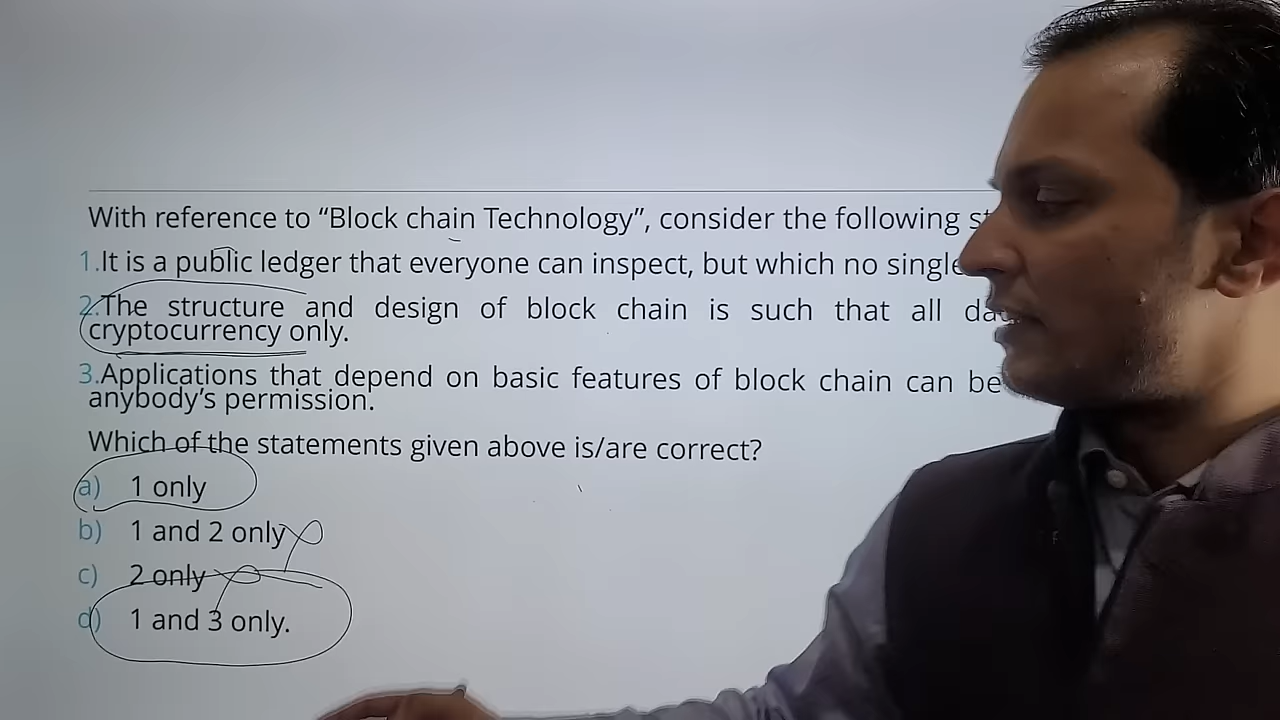 With reference to “Block chain Technology”, consider the following
1.It is a public ledger that everyone can inspect, but which no single
2.The structure and design of block chain is such that all
cryptocurrency only.
3.Applications that depend on basic features of block chain can be
anybody’s permission.
Which of the statements given above is/are correct?
a) 1 only
b) 1 and 2 only
c) 2 only
d) 1 and 3 only.